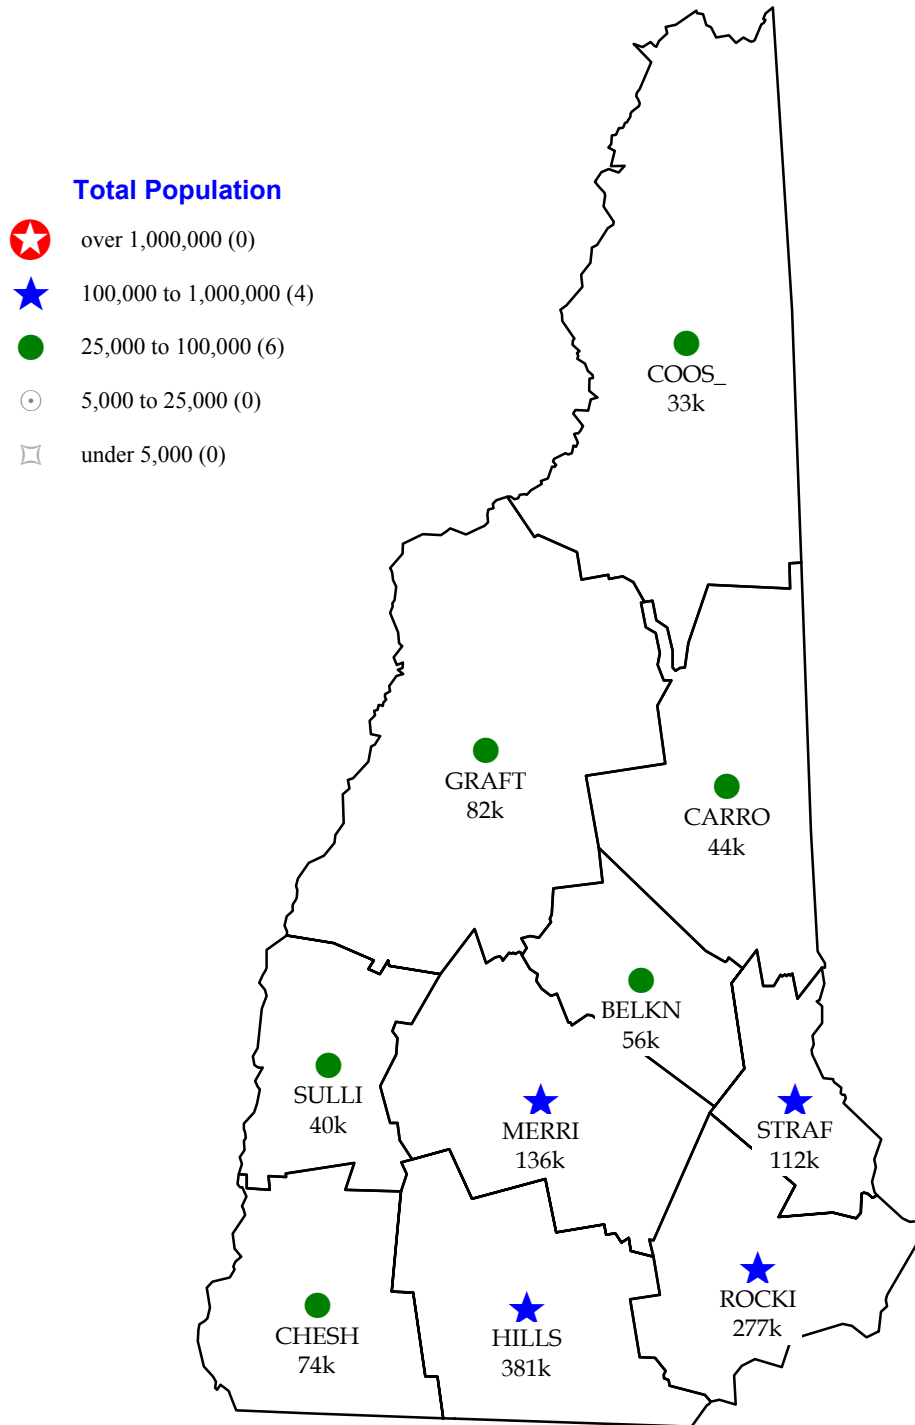 Total Population
over 1,000,000 (0)
100,000 to 1,000,000 (4)
25,000 to 100,000 (6)
5,000 to 25,000 (0)
under 5,000 (0)
COOS_
33k
GRAFT
82k
CARRO
44k
BELKN
56k
SULLI
40k
MERRI
136k
STRAF
112k
ROCKI
277k
CHESH
74k
HILLS
381k